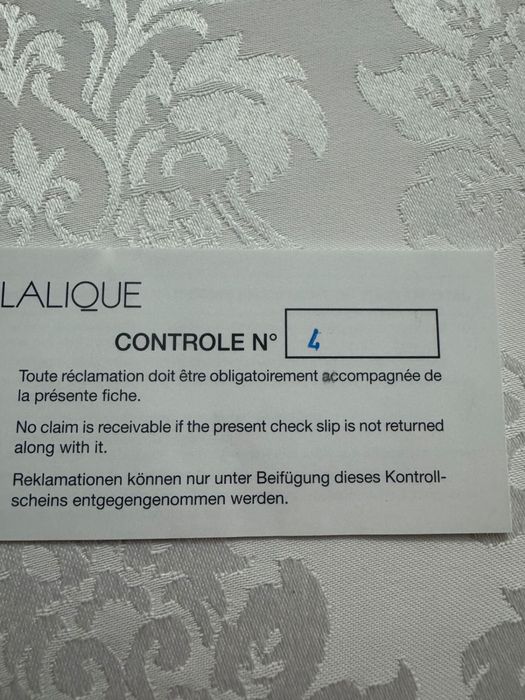 LALIQUE
CONTROLE N° 4
Toute réclamation doit être obligatoirement accompagnée de
la présente fiche.
No claim is receivable if the present check slip is not returned
along with it.
Reklamationen können nur unter Beifügung dieses Kontroll-
scheins entgegengenommen werden.